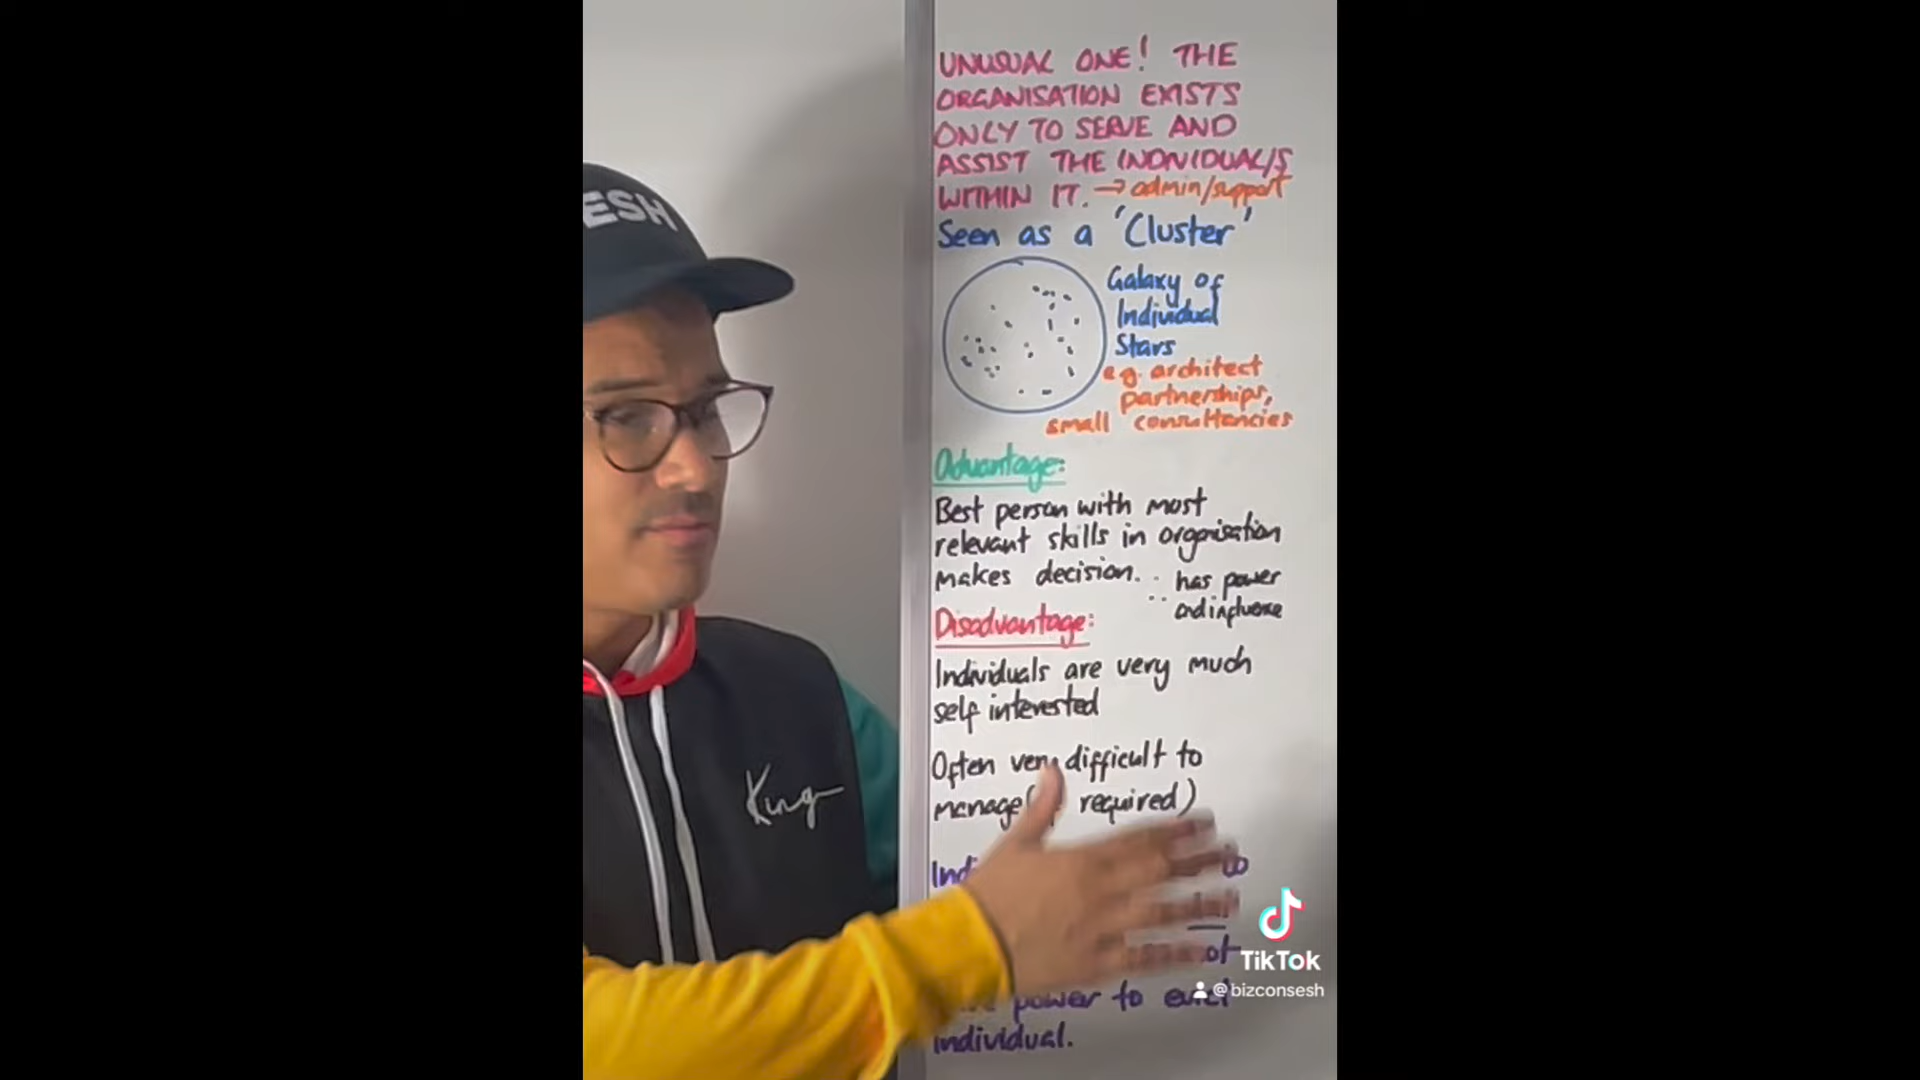 UNUSUAL ONE! THE
ORGANISATION EXISTS
ONLY TO SERVE AND
ASSIST THE INDIVIDUAL/S
WITHIN IT. → admin/support
Seen as a 'Cluster'
Galaxy of
Individual
Stars
e.g. architect
partnerships,
small consultancies
Advantage:
Best person with most
relevant skills in organisation
makes decision. ∴ has power
and influence
Disadvantage:
Individuals are very much
self interested
Often very difficult to
manage( required)
to
power to evict
individual.
ESH
King
TikTok
@bizconsesh